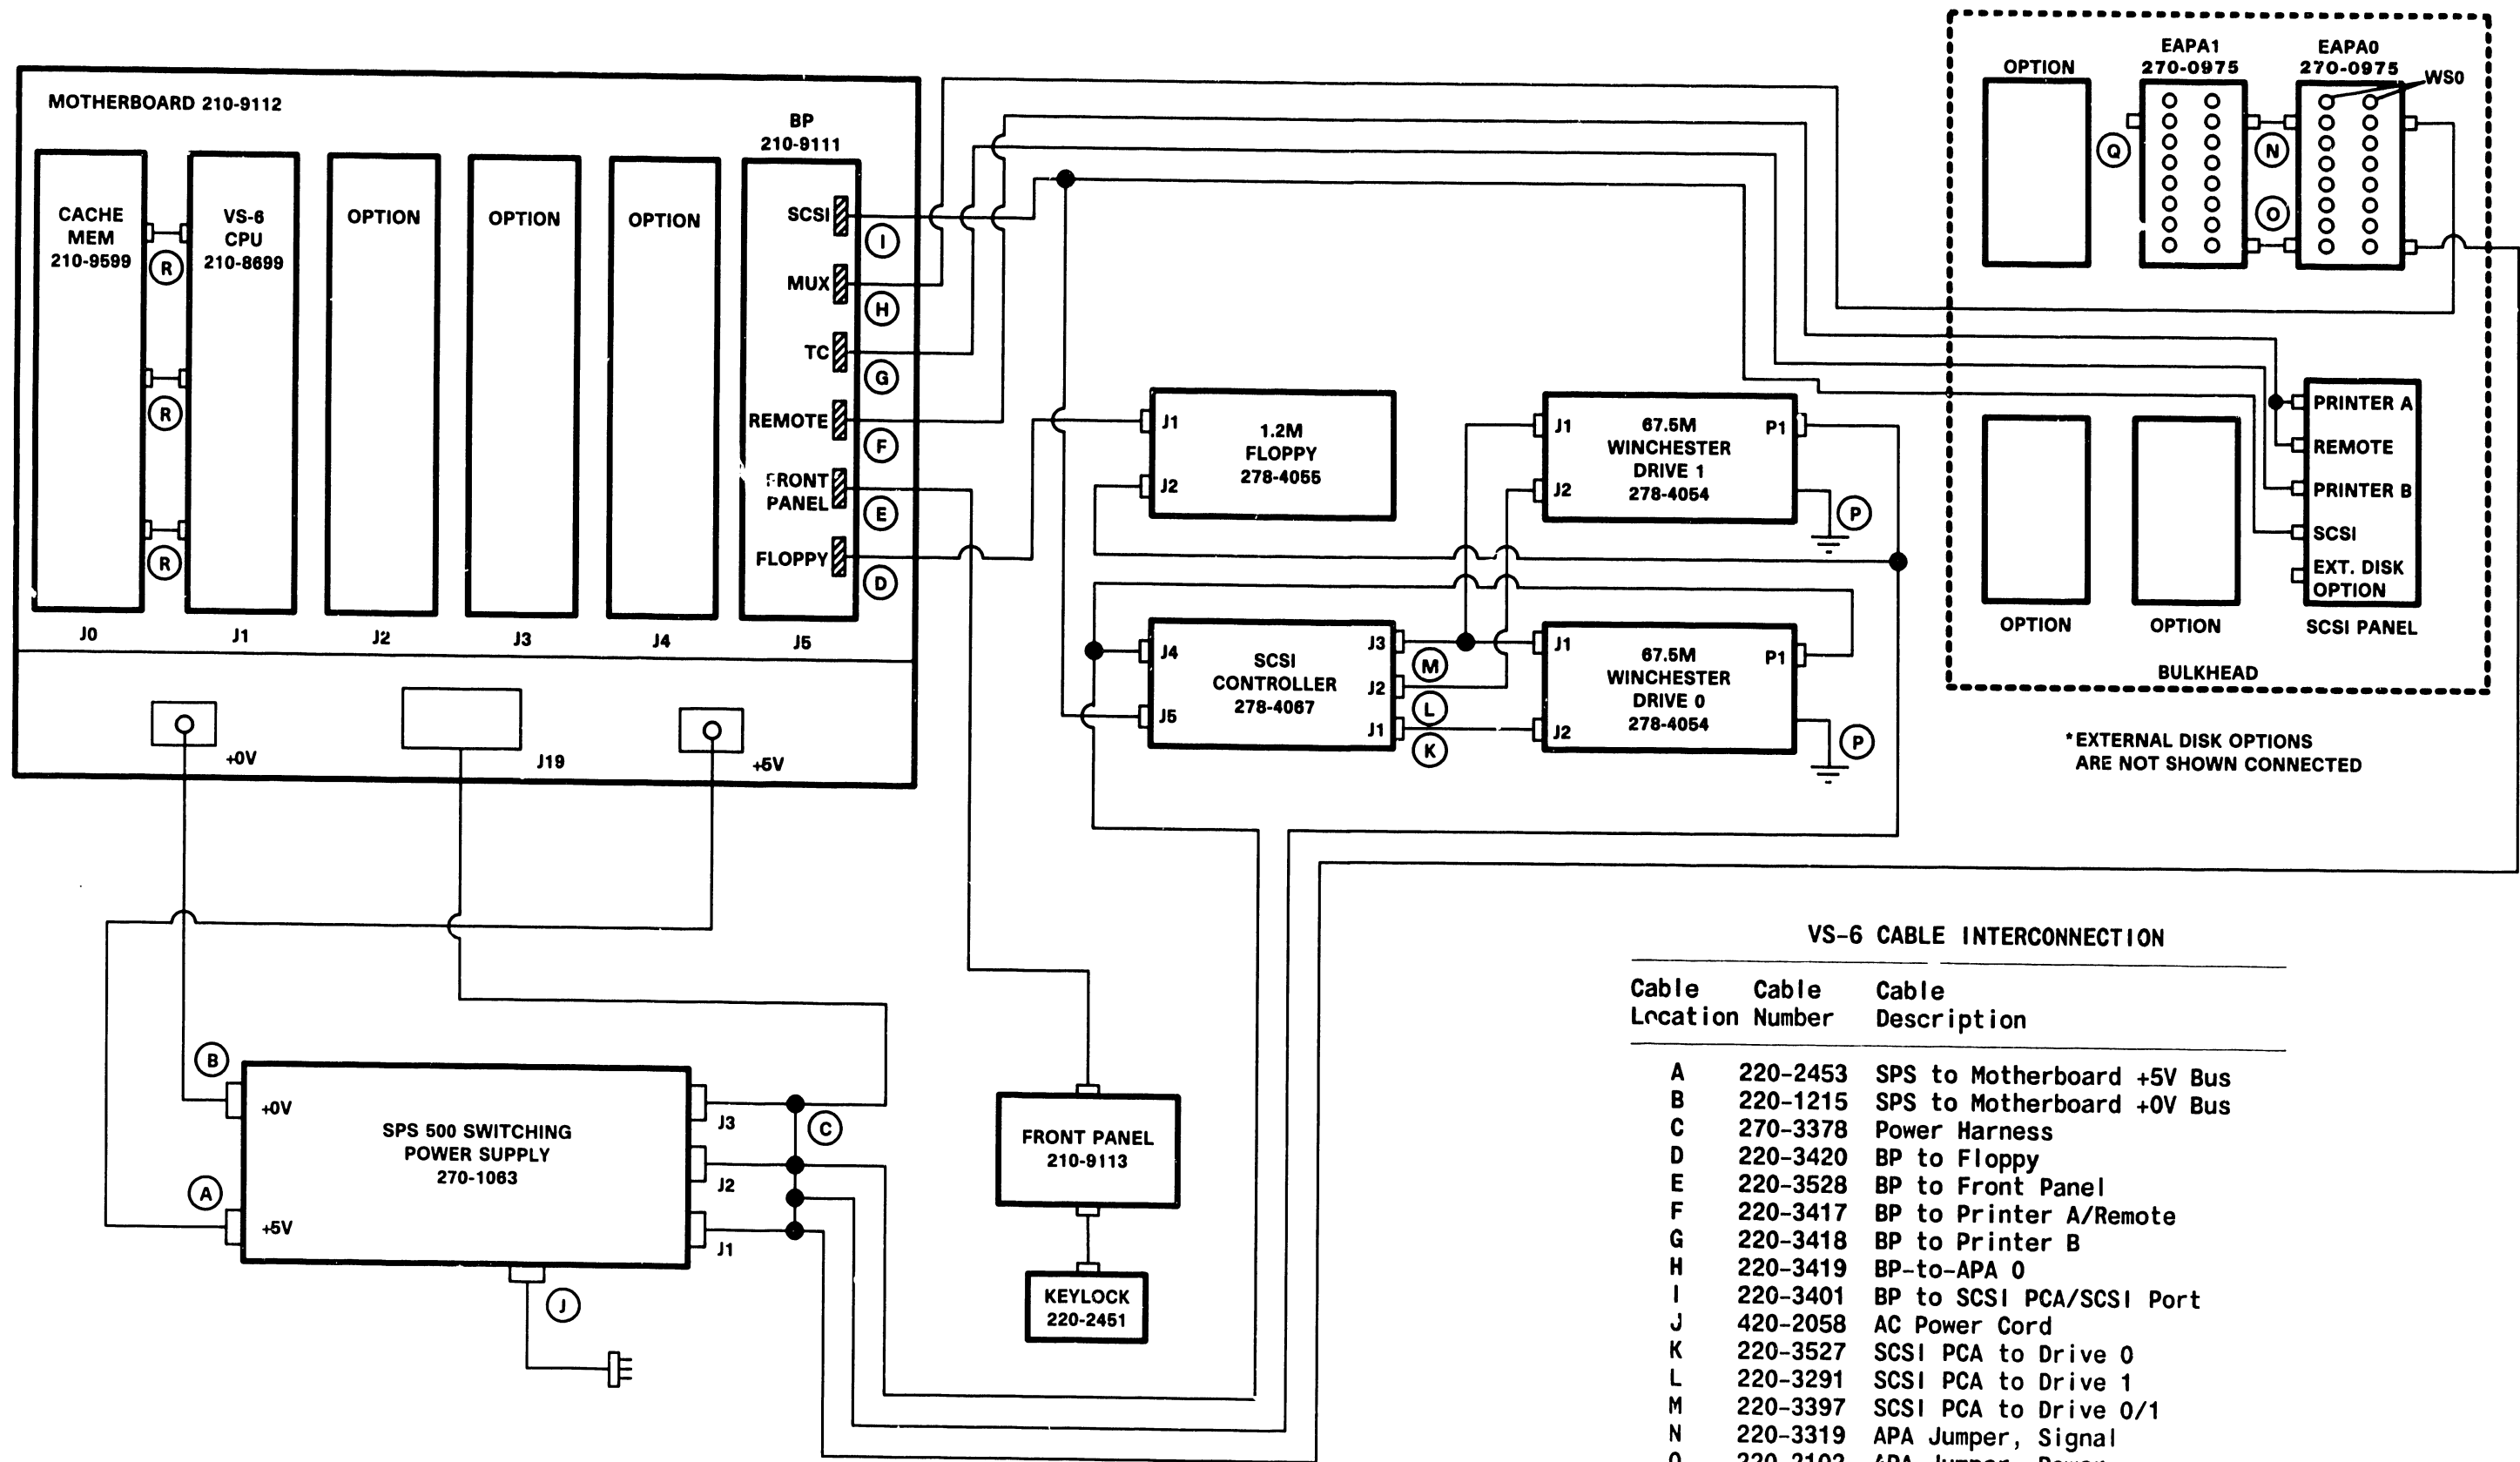 MOTHERBOARD 210-9112
CACHE
MEM
210-9599
R
R
R
VS-6
CPU
210-8699
OPTION
OPTION
OPTION
BP
210-9111
SCSI
I
MUX
H
TC
G
REMOTE
F
FRONT
PANEL
E
FLOPPY
D
J0
J1
J2
J3
J4
J5
+0V
J19
+5V
J1
J2
1.2M
FLOPPY
278-4055
J1
J2
67.5M
WINCHESTER
DRIVE 1
278-4054
P1
P
J4
J5
SCSI
CONTROLLER
278-4067
J3
J2
J1
M
L
K
J1
J2
67.5M
WINCHESTER
DRIVE 0
278-4054
P1
P
OPTION
EAPA1
270-0975
EAPA0
270-0975
WS0
Q
N
O
PRINTER A
REMOTE
PRINTER B
SCSI
EXT. DISK
OPTION
OPTION
OPTION
SCSI PANEL
BULKHEAD
*EXTERNAL DISK OPTIONS
ARE NOT SHOWN CONNECTED
B
A
+0V
+5V
SPS 500 SWITCHING
POWER SUPPLY
270-1063
J3
J2
J1
C
J
FRONT PANEL
210-9113
KEYLOCK
220-2451
VS-6 CABLE INTERCONNECTION
Cable Cable Cable
Location Number Description
A 220-2453 SPS to Motherboard +5V Bus
B 220-1215 SPS to Motherboard +0V Bus
C 270-3378 Power Harness
D 220-3420 BP to Floppy
E 220-3528 BP to Front Panel
F 220-3417 BP to Printer A/Remote
G 220-3418 BP to Printer B
H 220-3419 BP-to-APA 0
I 220-3401 BP to SCSI PCA/SCSI Port
J 420-2058 AC Power Cord
K 220-3527 SCSI PCA to Drive 0
L 220-3291 SCSI PCA to Drive 1
M 220-3397 SCSI PCA to Drive 0/1
N 220-3319 APA Jumper, Signal